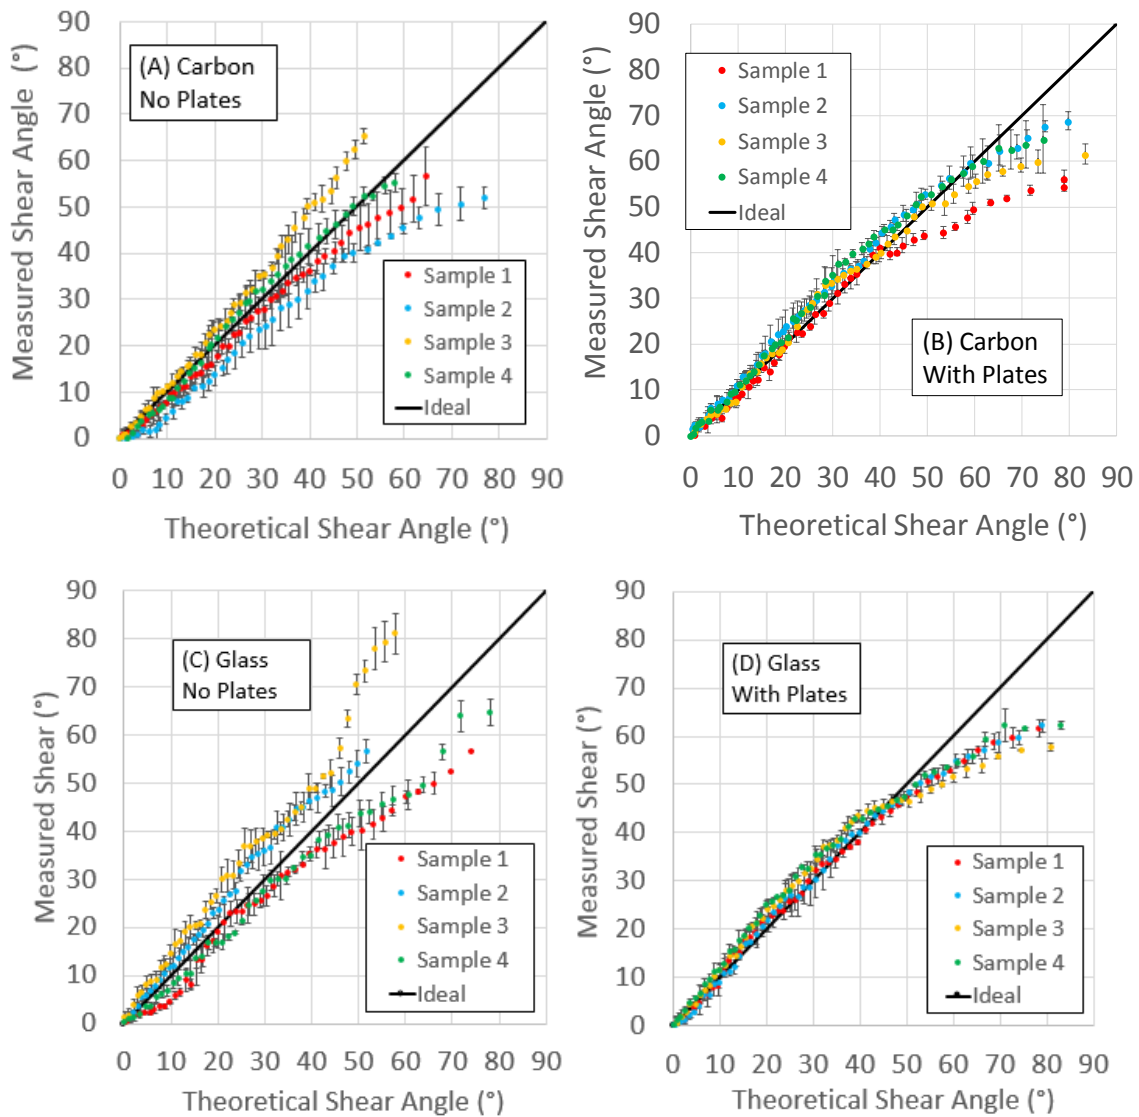 Measured Shear Angle (°)
90
80
70
60
50
40
30
20
10
0
(A) Carbon
No Plates
Sample 1
Sample 2
Sample 3
Sample 4
Ideal
0 10 20 30 40 50 60 70 80 90
Theoretical Shear Angle (°)
Measured Shear Angle (°)
90
80
70
60
50
40
30
20
10
0
Sample 1
Sample 2
Sample 3
Sample 4
Ideal
(B) Carbon
With Plates
0 10 20 30 40 50 60 70 80 90
Theoretical Shear Angle (°)
Measured Shear (°)
90
80
70
60
50
40
30
20
10
0
(C) Glass
No Plates
Sample 1
Sample 2
Sample 3
Sample 4
Ideal
0 10 20 30 40 50 60 70 80 90
Theoretical Shear Angle (°)
Measured Shear (°)
90
80
70
60
50
40
30
20
10
0
(D) Glass
With Plates
Sample 1
Sample 2
Sample 3
Sample 4
Ideal
0 10 20 30 40 50 60 70 80 90
Theoretical Shear Angle (°)